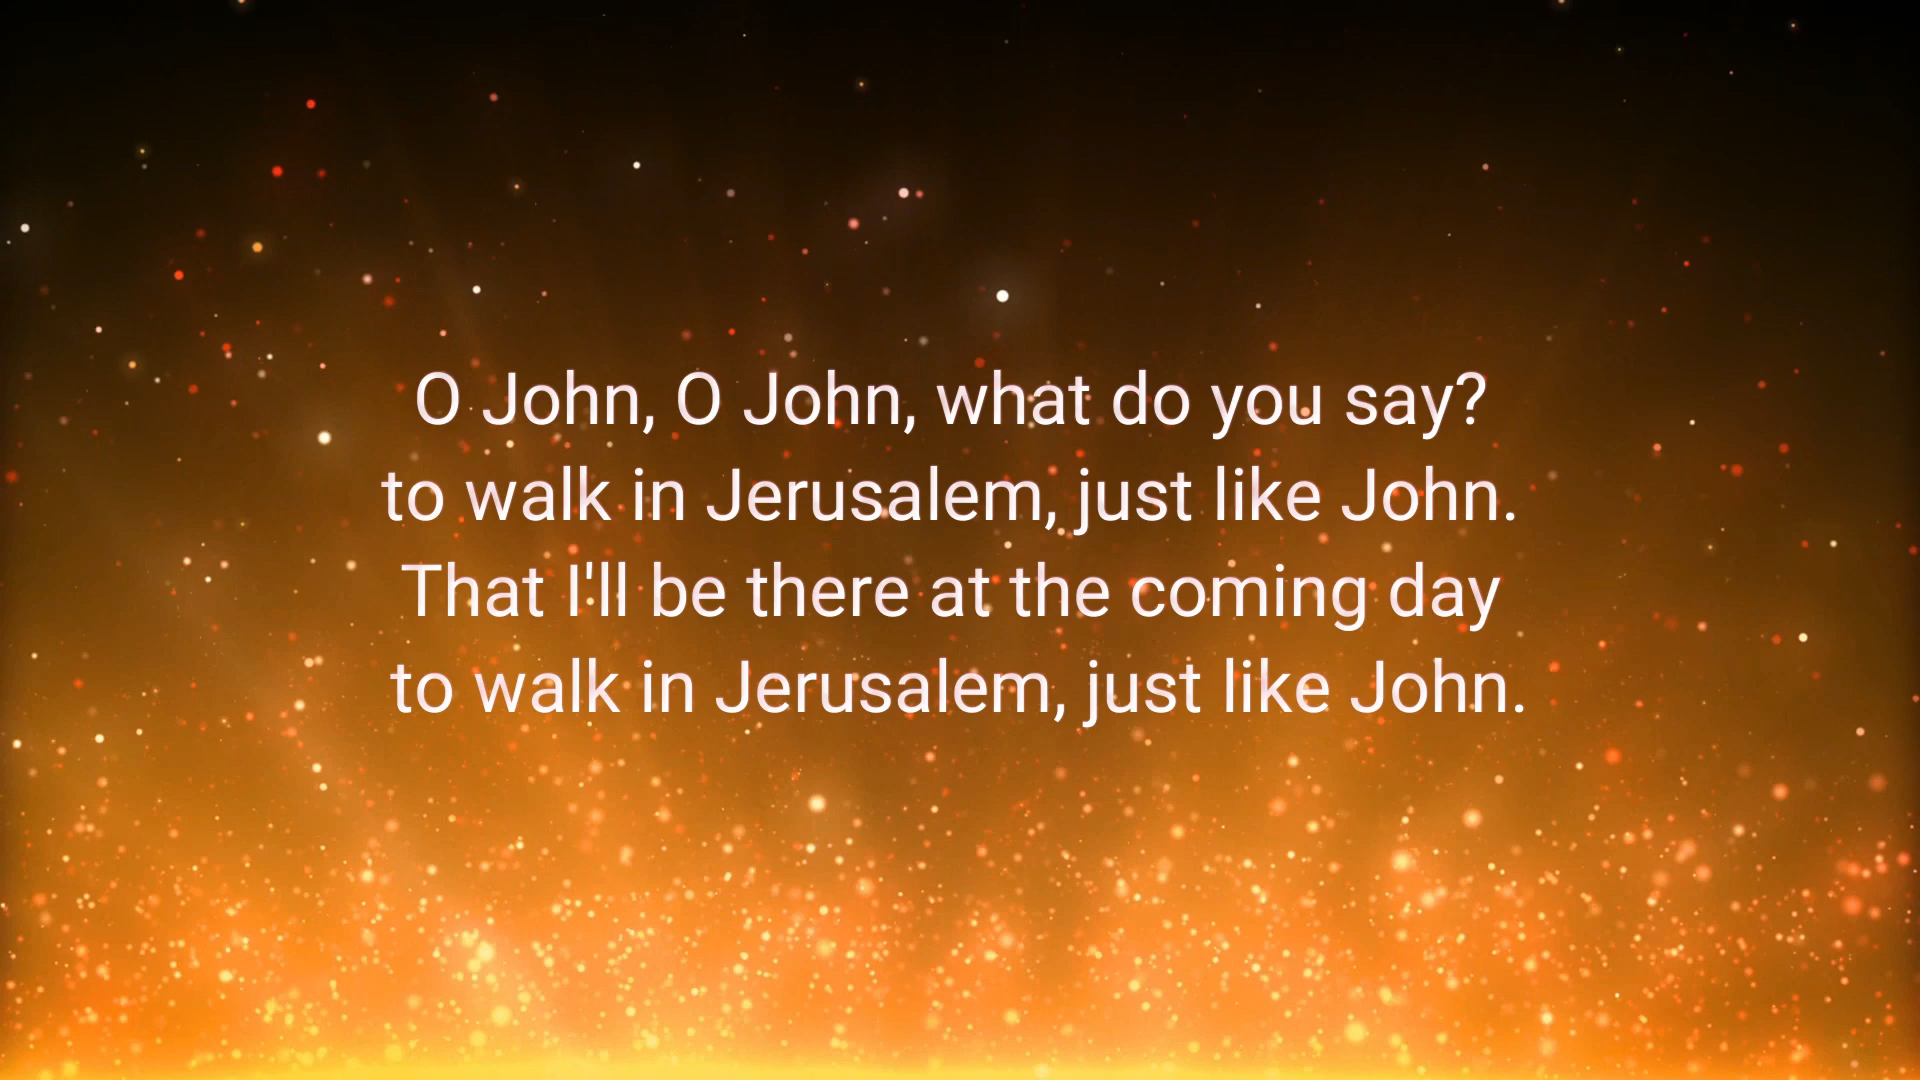 O John, O John, what do you say?
to walk in Jerusalem, just like John.
That I'll be there at the coming day
to walk in Jerusalem, just like John.